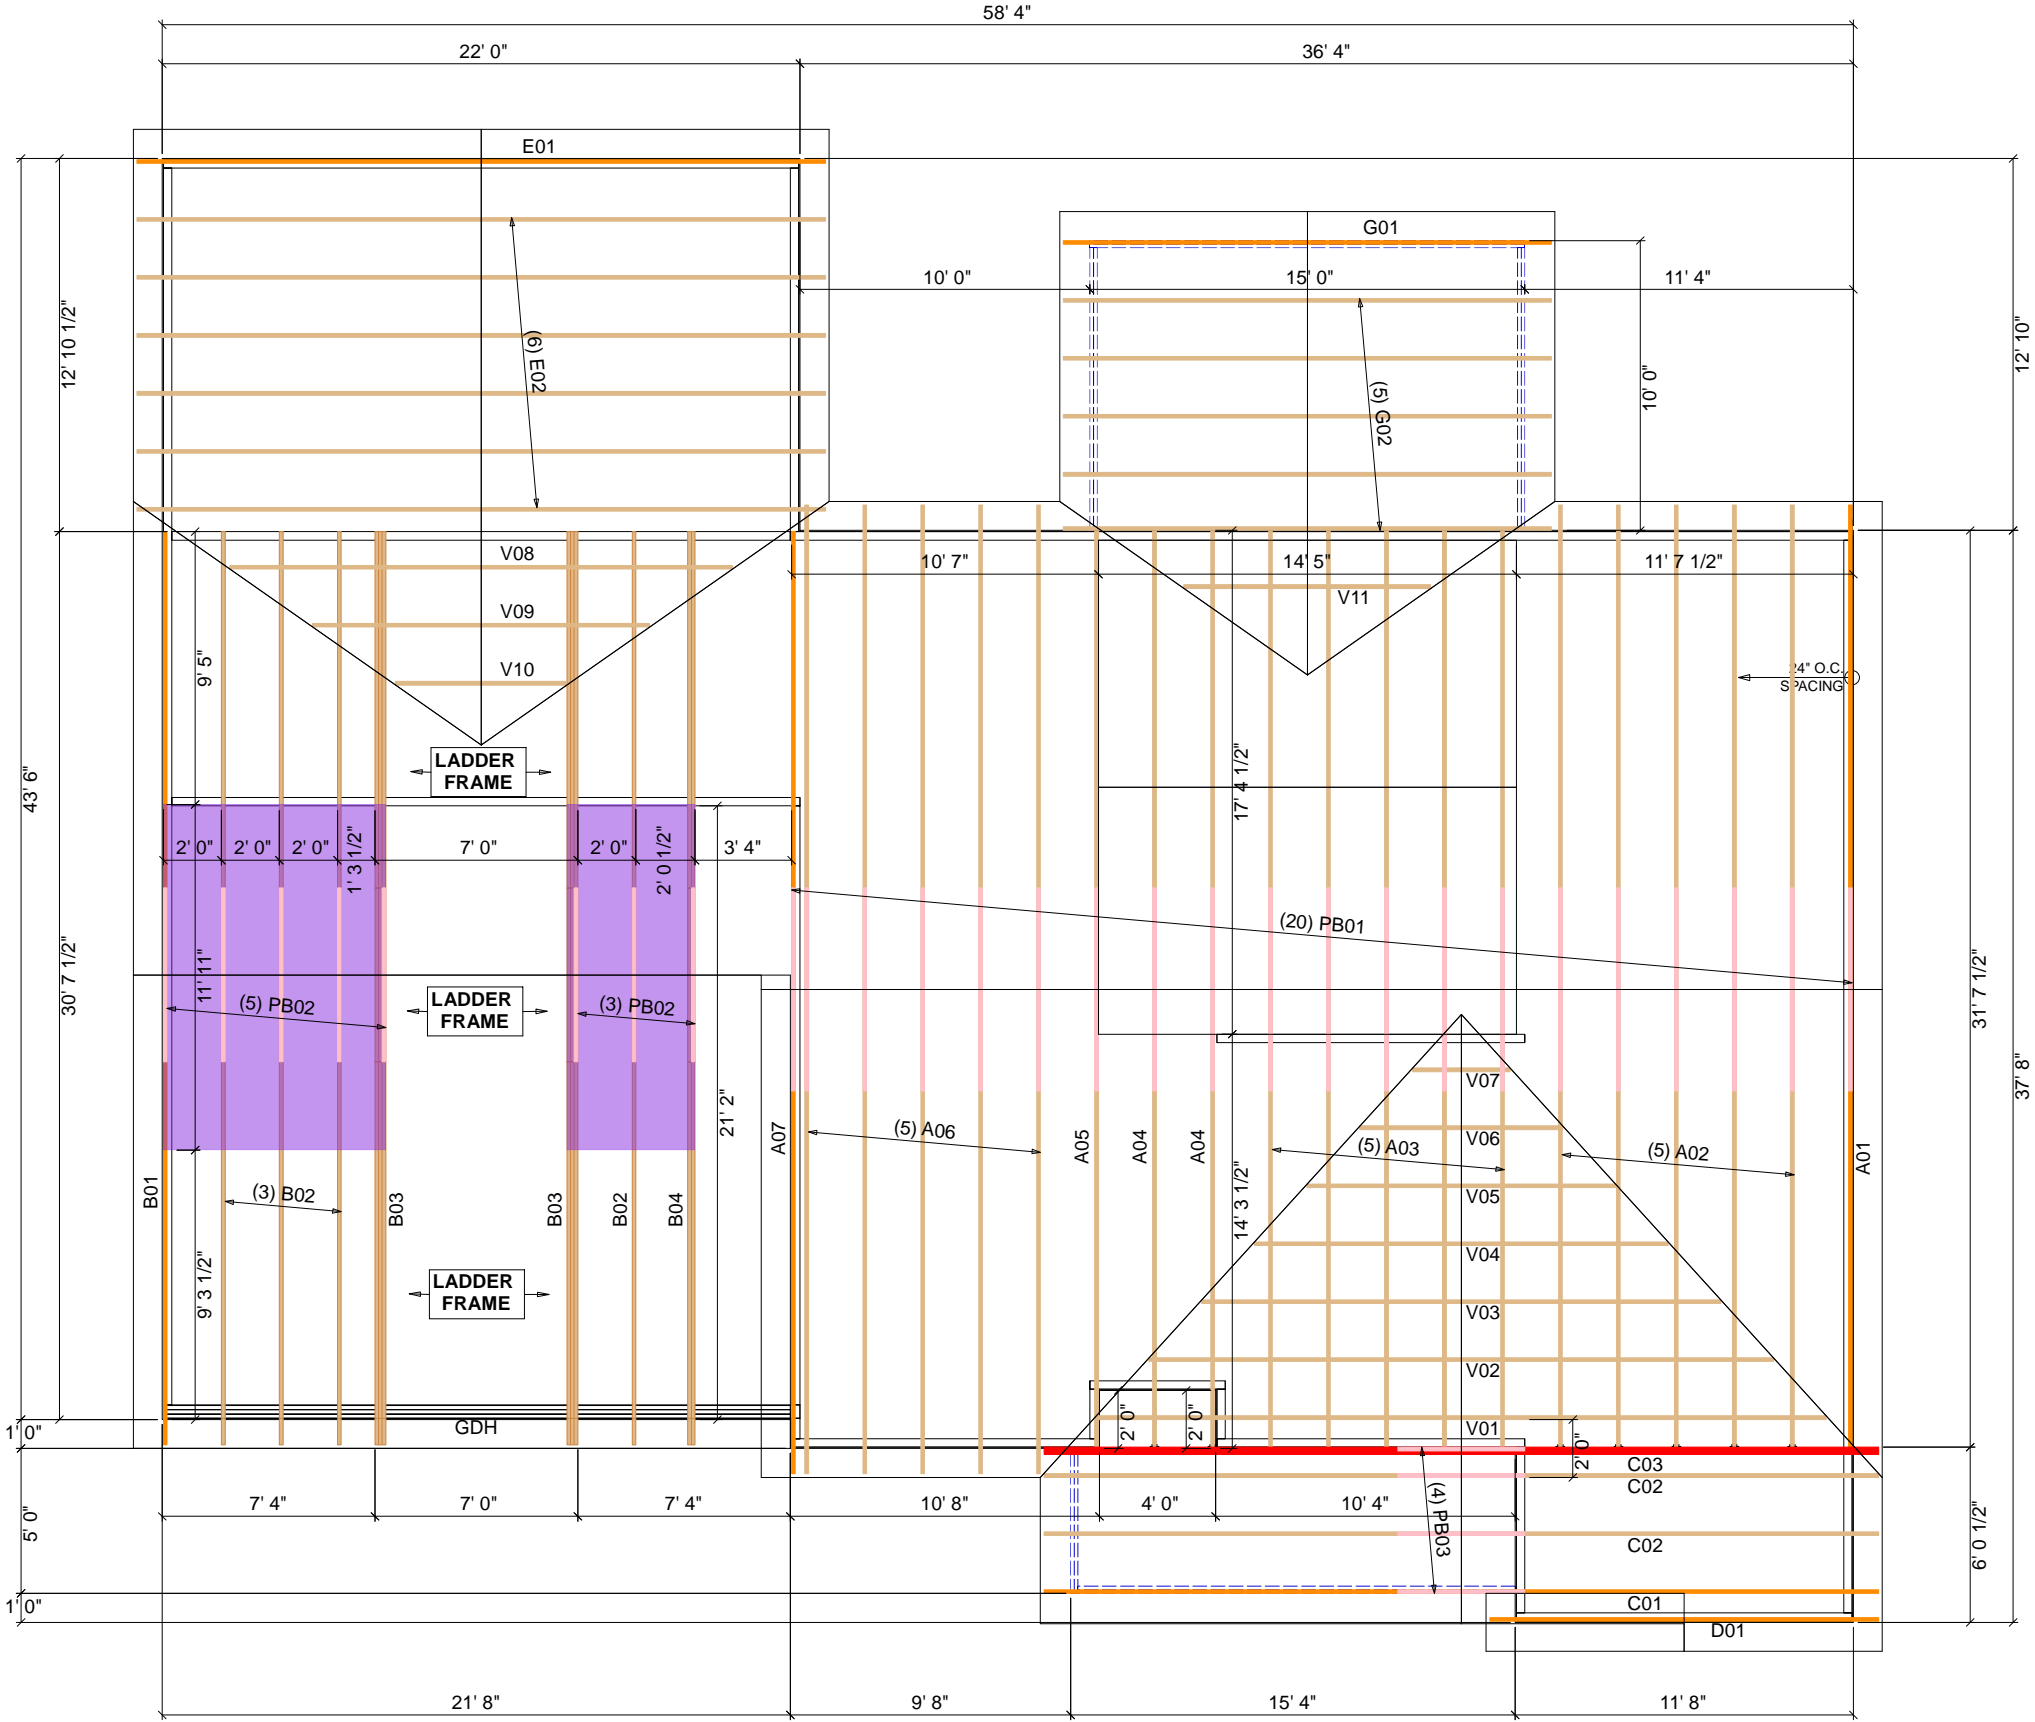 58' 4"
22' 0"
36' 4"
E01
G01
10' 0"
15' 0"
11' 4"
12' 10 1/2"
(6) E02
(5) G02
10' 0"
12' 10"
V08
10' 7"
14' 5"
11' 7 1/2"
V11
V09
V10
9' 5"
24" O.C.
SPACING
LADDER
FRAME
43' 6"
17' 4 1/2"
2' 0"
2' 0"
2' 0"
1' 3 1/2"
7' 0"
2' 0"
2' 0 1/2"
3' 4"
(20) PB01
30' 7 1/2"
11' 11"
(5) PB02
LADDER
FRAME
(3) PB02
31' 7 1/2"
37' 8"
V07
21' 2"
A07
(5) A06
A05
A04
A04
V06
(5) A03
(5) A02
A01
B01
(3) B02
B03
B03
B02
B04
V05
14' 3 1/2"
V04
9' 3 1/2"
LADDER
FRAME
V03
V02
1' 0"
GDH
2' 0"
2' 0"
V01
2' 0"
C03
C02
7' 4"
7' 0"
7' 4"
10' 8"
4' 0"
10' 4"
(4) PB03
5' 0"
C02
6' 0 1/2"
1' 0"
C01
D01
21' 8"
9' 8"
15' 4"
11' 8"